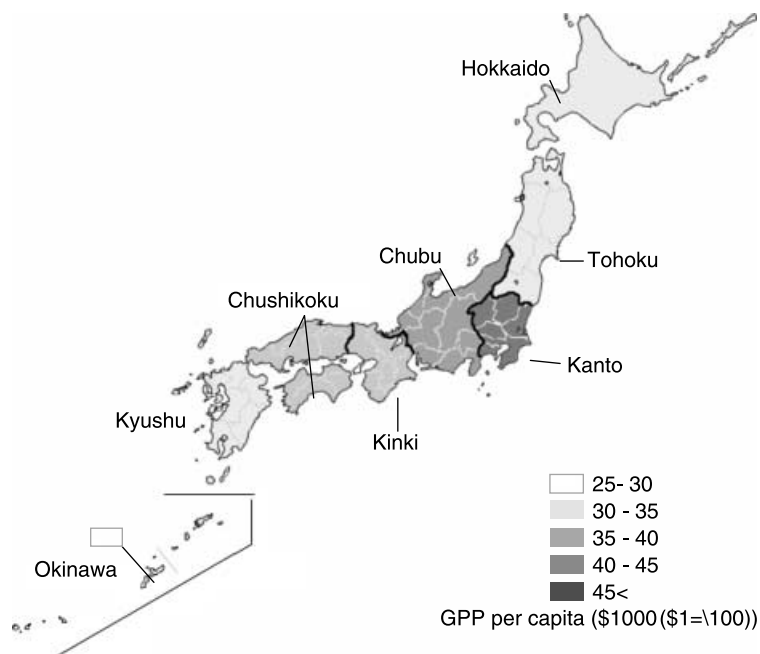 Hokkaido
Tohoku
Chubu
Chushikoku
Kanto
Kyushu
Kinki
Okinawa
25- 30
30 - 35
35 - 40
40 - 45
45<
GPP per capita ($1000 ($1=\100))